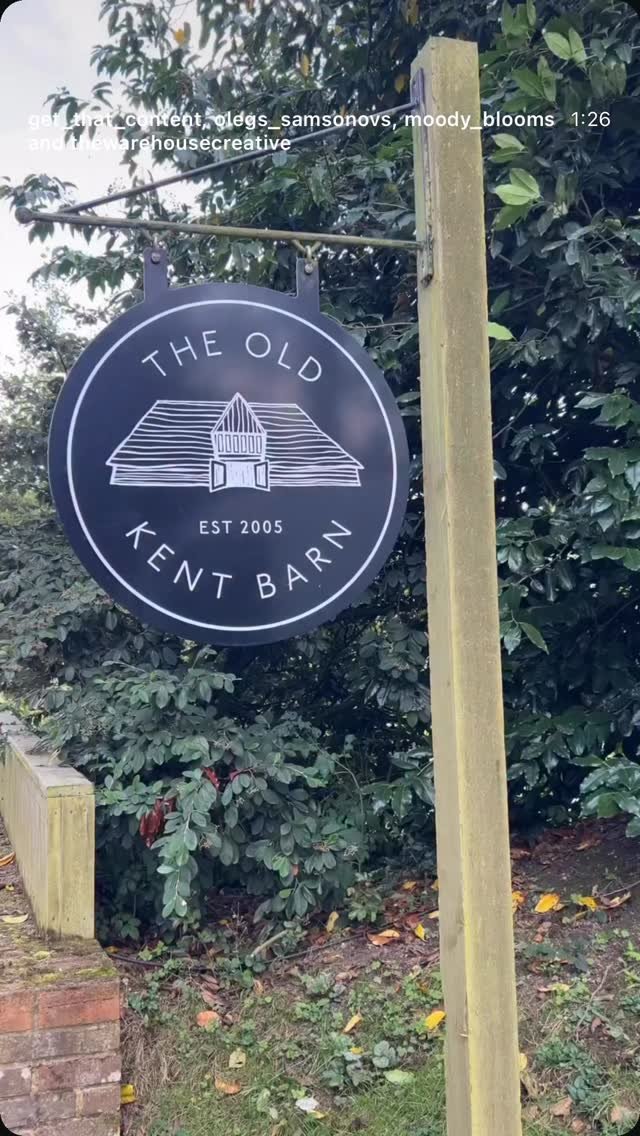 get_that_content, olegs_samsonovs, moody_blooms 1:26
and thewarehousecreative
THE OLD
EST 2005
KENT BARN